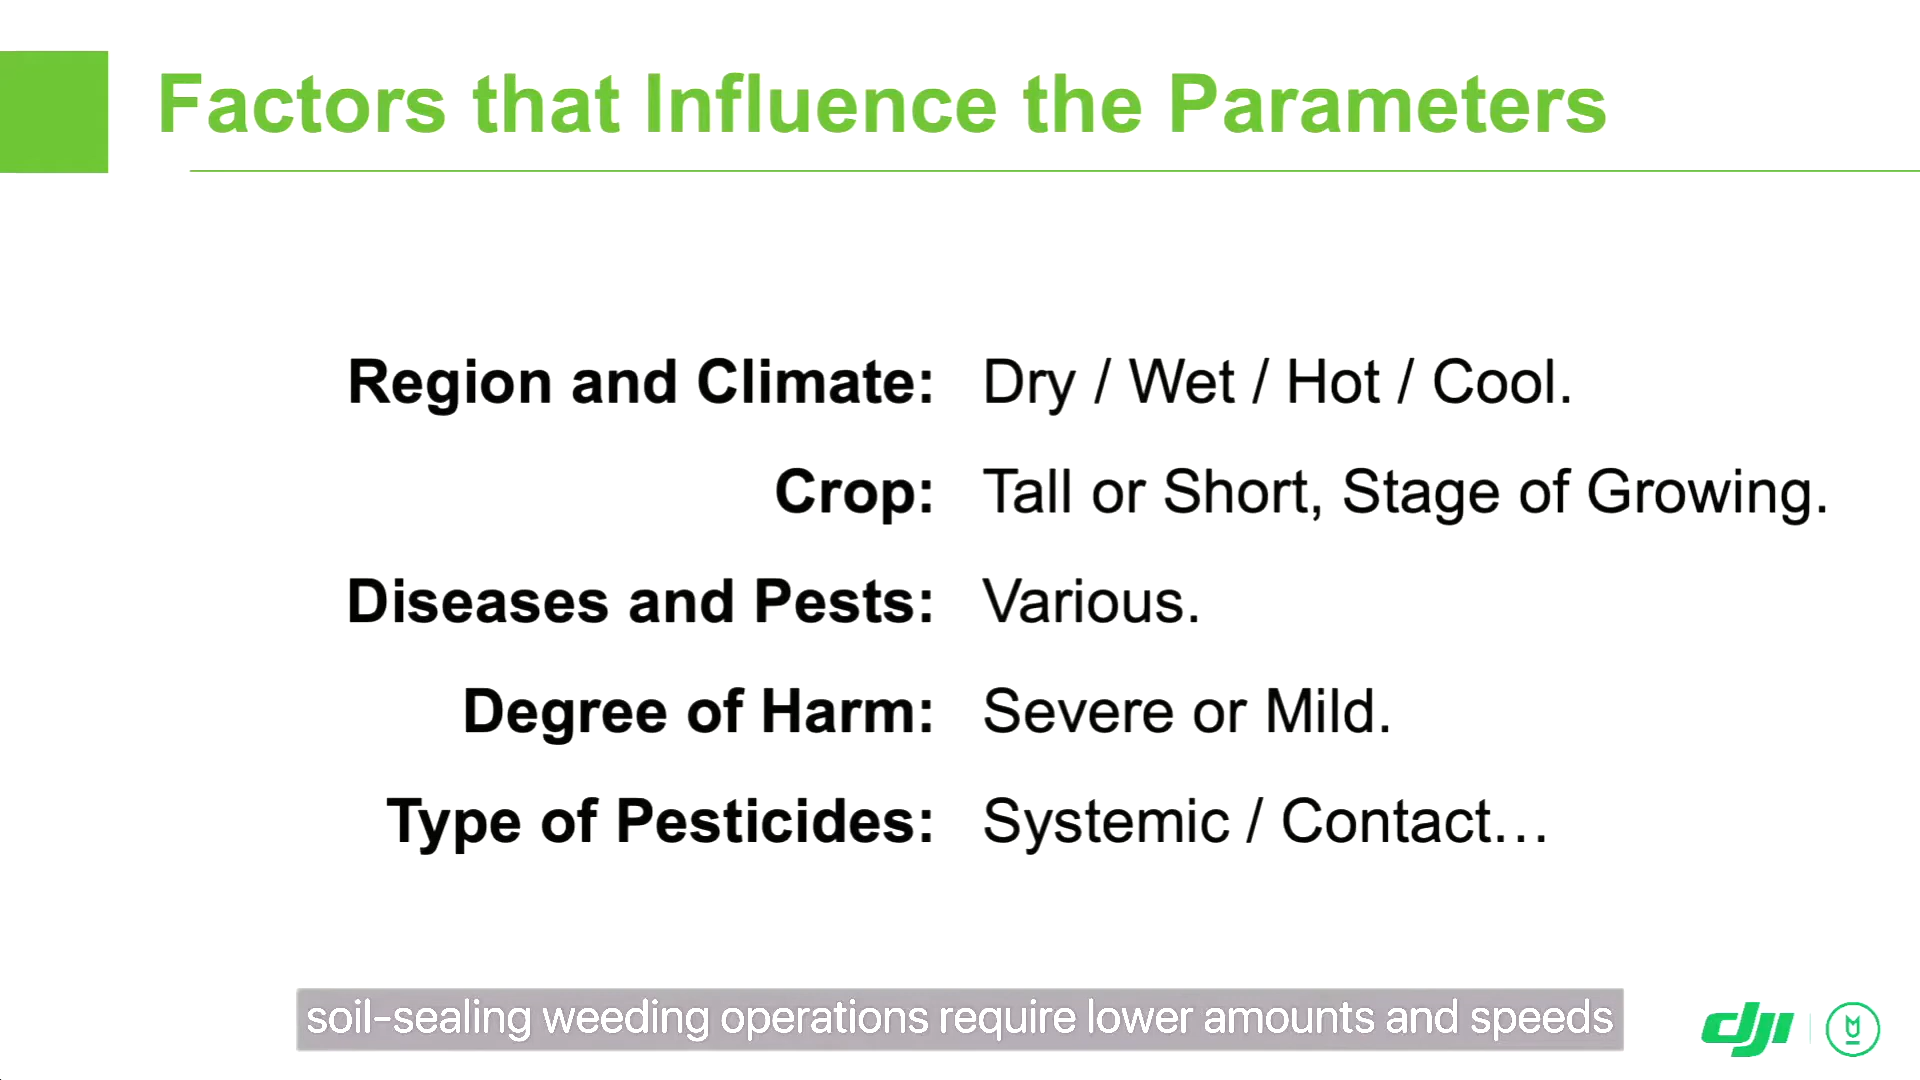 Factors that Influence the Parameters
Region and Climate: Dry / Wet / Hot / Cool.
Crop: Tall or Short, Stage of Growing.
Diseases and Pests: Various.
Degree of Harm: Severe or Mild.
Type of Pesticides: Systemic / Contact…
soil-sealing weeding operations require lower amounts and speeds
dji